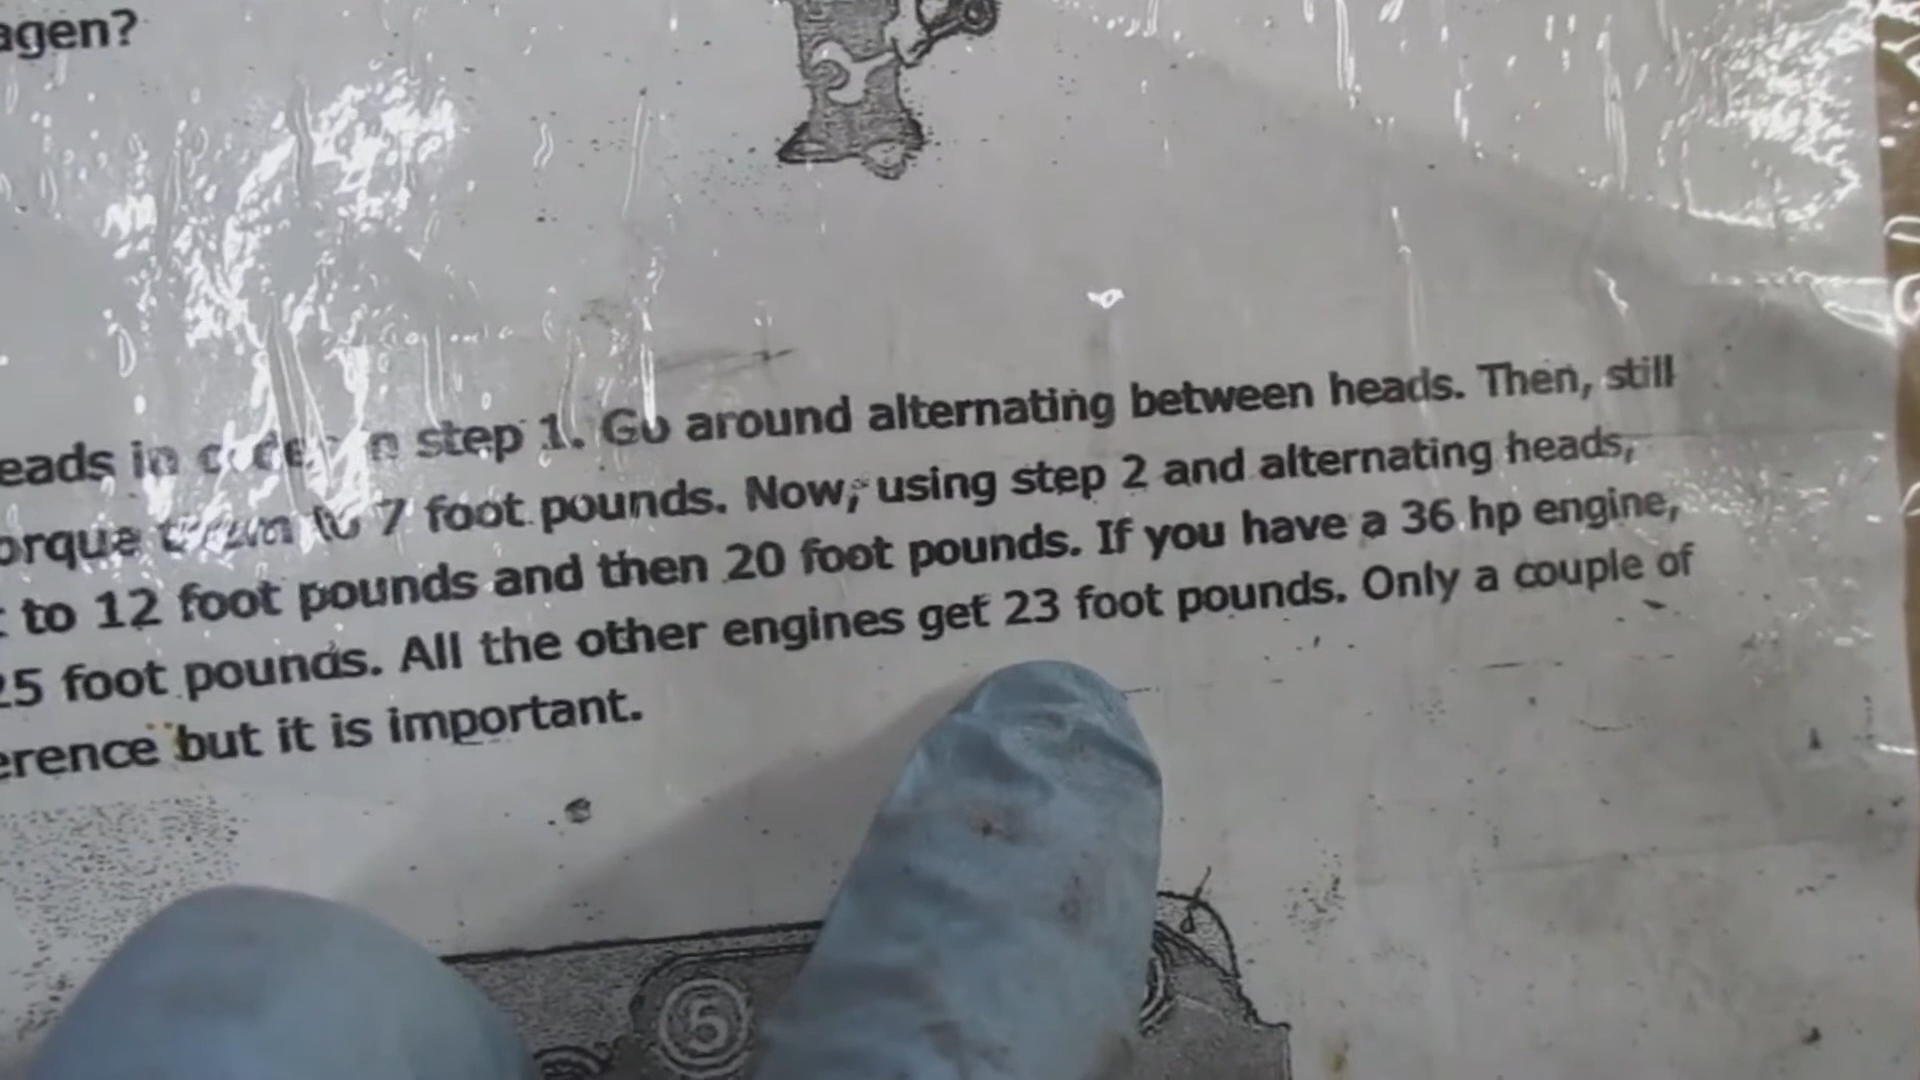 agen?
eads in order in step 1. Go around alternating between heads. Then, still
orque them to 7 foot pounds. Now, using step 2 and alternating heads,
to 12 foot pounds and then 20 foot pounds. If you have a 36 hp engine,
25 foot pounds. All the other engines get 23 foot pounds. Only a couple of
erence but it is important.
5